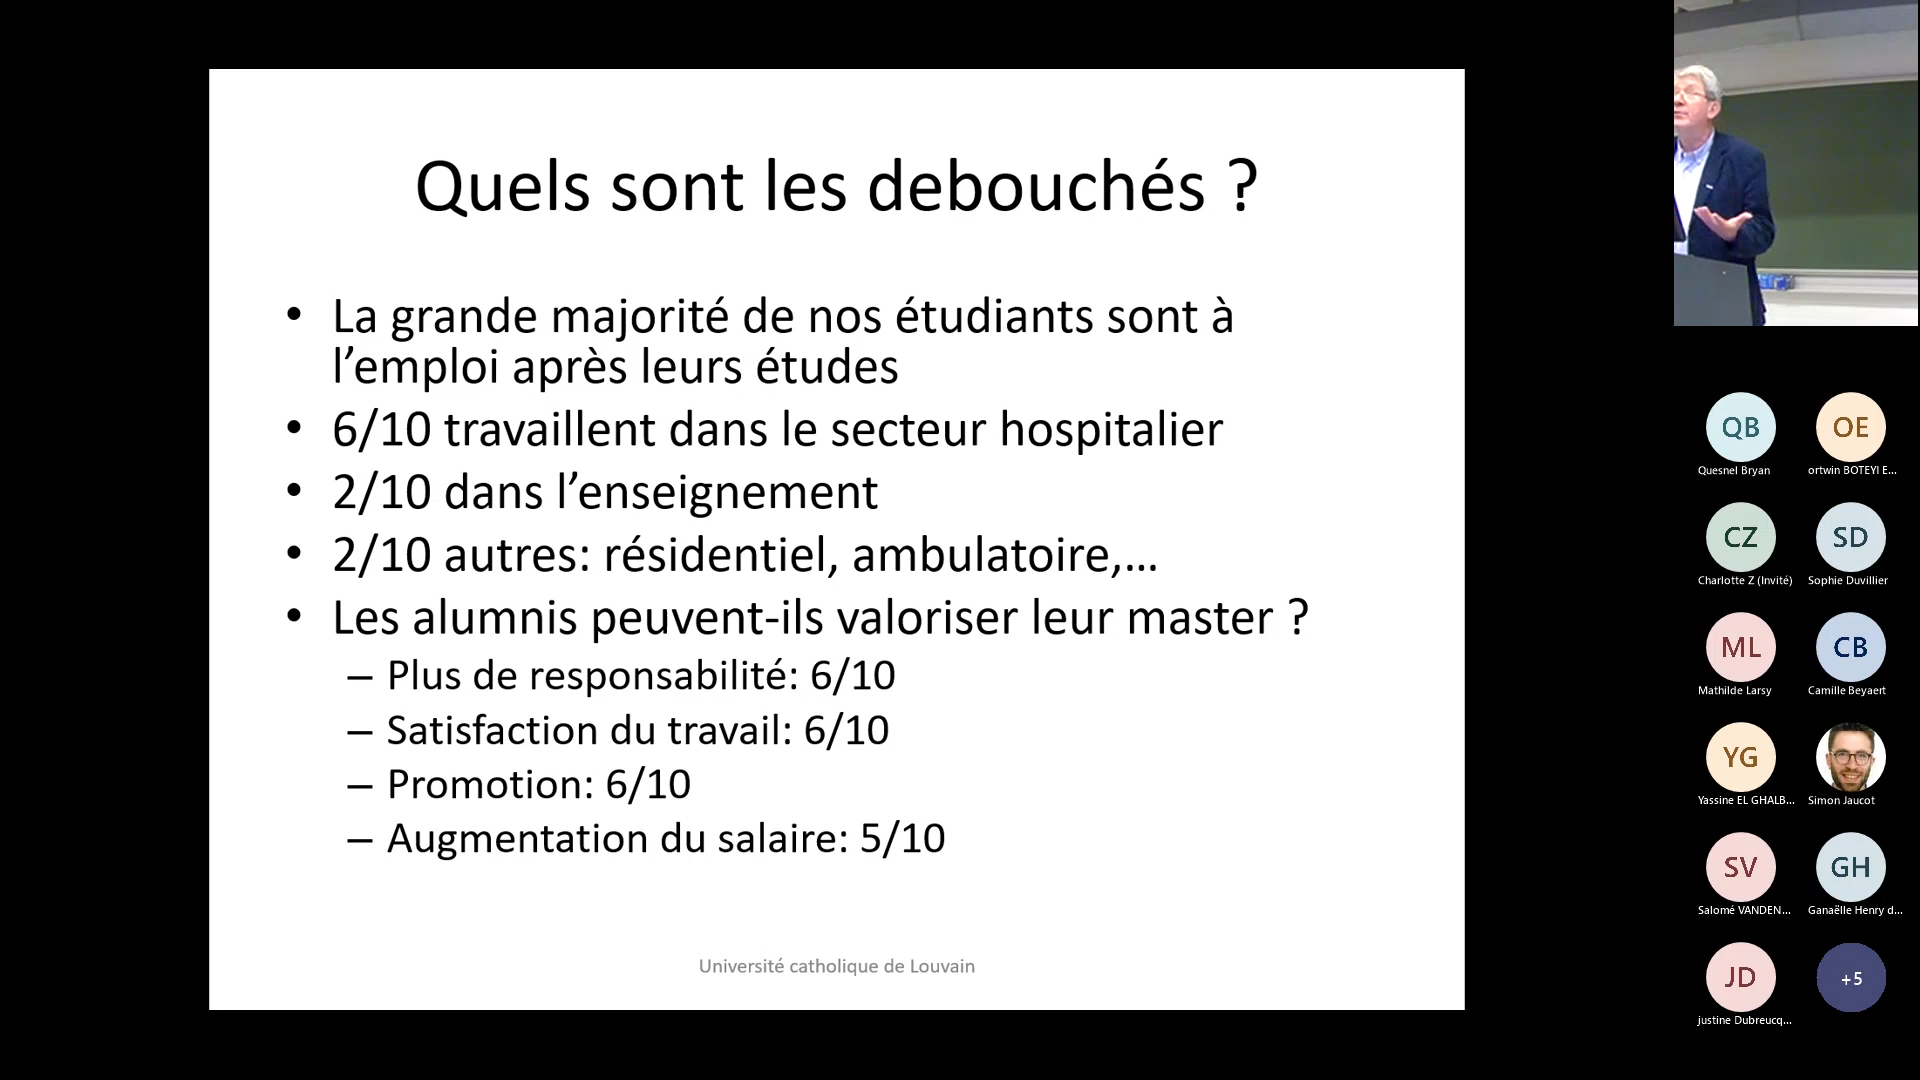 Quels sont les debouchés ?
• La grande majorité de nos étudiants sont à
l’emploi après leurs études
• 6/10 travaillent dans le secteur hospitalier
• 2/10 dans l’enseignement
• 2/10 autres: résidentiel, ambulatoire,...
• Les alumnis peuvent-ils valoriser leur master ?
– Plus de responsabilité: 6/10
– Satisfaction du travail: 6/10
– Promotion: 6/10
– Augmentation du salaire: 5/10
Université catholique de Louvain
QB
Quesnel Bryan
OE
ortwin BOTEYI E...
CZ
Charlotte Z (Invité)
SD
Sophie Duvillier
ML
Mathilde Larsy
CB
Camille Beyaert
YG
Yassine EL GHALB...
Simon Jaucot
SV
Salomé VANDEN...
GH
Ganaëlle Henry d...
JD
justine Dubreucq...
+5